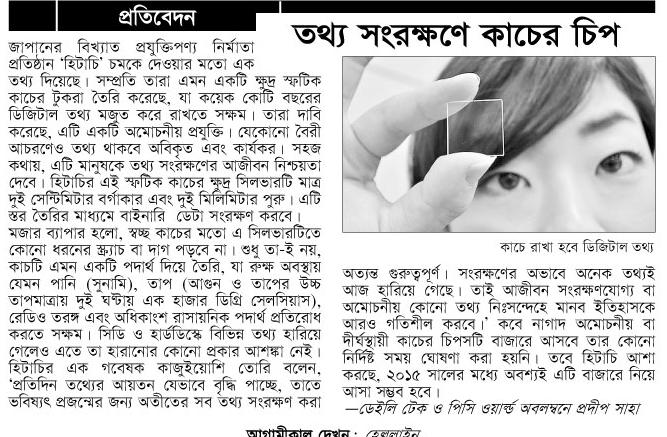 প্রতিবেদন
তথ্য সংরক্ষণে কাচের চিপ
জাপানের বিখ্যাত প্রযুক্তিপণ্য নির্মাতা
প্রতিষ্ঠান ‘হিটাচি’ চমকে দেওয়ার মতো এক
তথ্য দিয়েছে। সম্প্রতি তারা এমন একটি ক্ষুদ্র স্ফটিক
কাচের টুকরা তৈরি করেছে, যা কয়েক কোটি বছরের
ডিজিটাল তথ্য মজুত করে রাখতে সক্ষম। তারা দাবি
করেছে, এটি একটি অমোচনীয় প্রযুক্তি। যেকোনো বৈরী
আচরণেও তথ্য থাকবে অবিকৃত এবং কার্যকর। সহজ
কথায়, এটি মানুষকে তথ্য সংরক্ষণের আজীবন নিশ্চয়তা
দেবে। হিটাচির এই স্ফটিক কাচের ক্ষুদ্র সিলভারটি মাত্র
দুই সেন্টিমিটার বর্গাকার এবং দুই মিলিমিটার পুরু। এটি
স্তর তৈরির মাধ্যমে বাইনারি ডেটা সংরক্ষণ করবে।
মজার ব্যাপার হলো, স্বচ্ছ কাচের মতো এ সিলভারটিতে
কোনো ধরনের স্ক্র্যাচ বা দাগ পড়বে না। শুধু তা-ই নয়,
কাচটি এমন একটি পদার্থ দিয়ে তৈরি, যা রুক্ষ অবস্থায়
যেমন পানি (সুনামি), তাপ (আগুন ও তাপের উচ্চ
তাপমাত্রায় দুই ঘণ্টায় এক হাজার ডিগ্রি সেলসিয়াস),
রেডিও তরঙ্গ এবং অধিকাংশ রাসায়নিক পদার্থ প্রতিরোধ
করতে সক্ষম। সিডি ও হার্ডডিস্কে বিভিন্ন তথ্য হারিয়ে
গেলেও এতে তা হারানোর কোনো প্রকার আশঙ্কা নেই।
হিটাচির এক গবেষক কাজুইয়োশি তোরি বলেন,
‘প্রতিদিন তথ্যের আয়তন যেভাবে বৃদ্ধি পাচ্ছে, তাতে
ভবিষ্যৎ প্রজন্মের জন্য অতীতের সব তথ্য সংরক্ষণ করা
কাচে রাখা হবে ডিজিটাল তথ্য
অত্যন্ত গুরুত্বপূর্ণ। সংরক্ষণের অভাবে অনেক তথ্যই
আজ হারিয়ে গেছে। তাই আজীবন সংরক্ষণযোগ্য বা
অমোচনীয় কোনো তথ্য নিঃসন্দেহে মানব ইতিহাসকে
আরও গতিশীল করবে।’ কবে নাগাদ অমোচনীয় বা
দীর্ঘস্থায়ী কাচের চিপসটি বাজারে আসবে তার কোনো
নির্দিষ্ট সময় ঘোষণা করা হয়নি। তবে হিটাচি আশা
করছে, ২০১৫ সালের মধ্যে অবশ্যই এটি বাজারে নিয়ে
আসা সম্ভব হবে।
—ডেইলি টেক ও পিসি ওয়ার্ল্ড অবলম্বনে প্রদীপ সাহা
আগামীকাল দেখুন: হেল্পলাইন